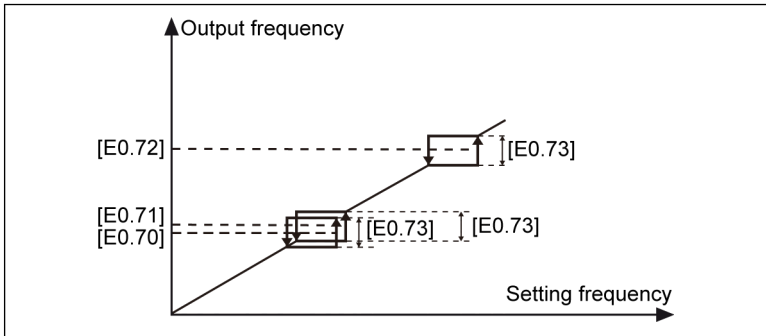 Output frequency
[E0.72]
[E0.73]
[E0.71]
[E0.70]
[E0.73]
[E0.73]
Setting frequency